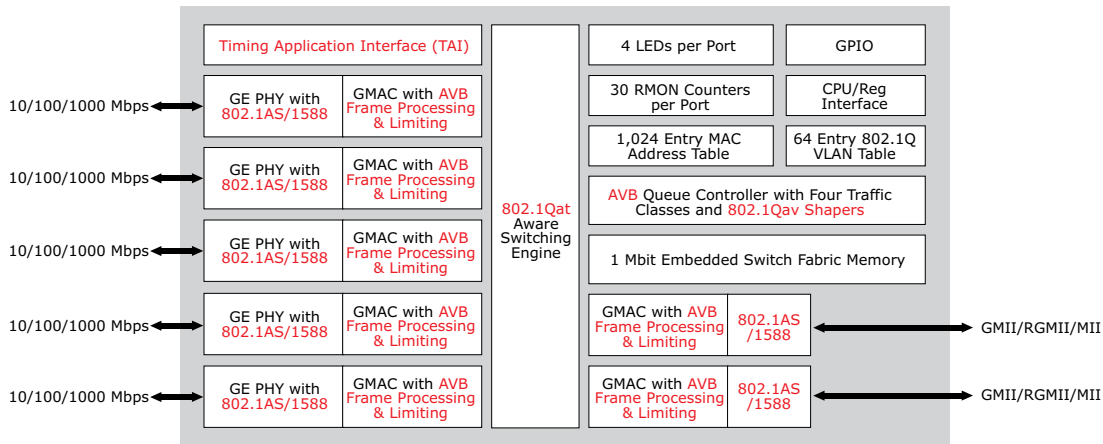 Timing Application Interface (TAI)
4 LEDs per Port
GPIO
10/100/1000 Mbps
GE PHY with
802.1AS/1588
GMAC with AVB
Frame Processing
& Limiting
30 RMON Counters
per Port
CPU/Reg
Interface
1,024 Entry MAC
Address Table
64 Entry 802.1Q
VLAN Table
10/100/1000 Mbps
GE PHY with
802.1AS/1588
GMAC with AVB
Frame Processing
& Limiting
802.1Qat
Aware
Switching
Engine
AVB Queue Controller with Four Traffic
Classes and 802.1Qav Shapers
10/100/1000 Mbps
GE PHY with
802.1AS/1588
GMAC with AVB
Frame Processing
& Limiting
1 Mbit Embedded Switch Fabric Memory
10/100/1000 Mbps
GE PHY with
802.1AS/1588
GMAC with AVB
Frame Processing
& Limiting
GMAC with AVB
Frame Processing
& Limiting
802.1AS
/1588
GMII/RGMII/MII
10/100/1000 Mbps
GE PHY with
802.1AS/1588
GMAC with AVB
Frame Processing
& Limiting
GMAC with AVB
Frame Processing
& Limiting
802.1AS
/1588
GMII/RGMII/MII